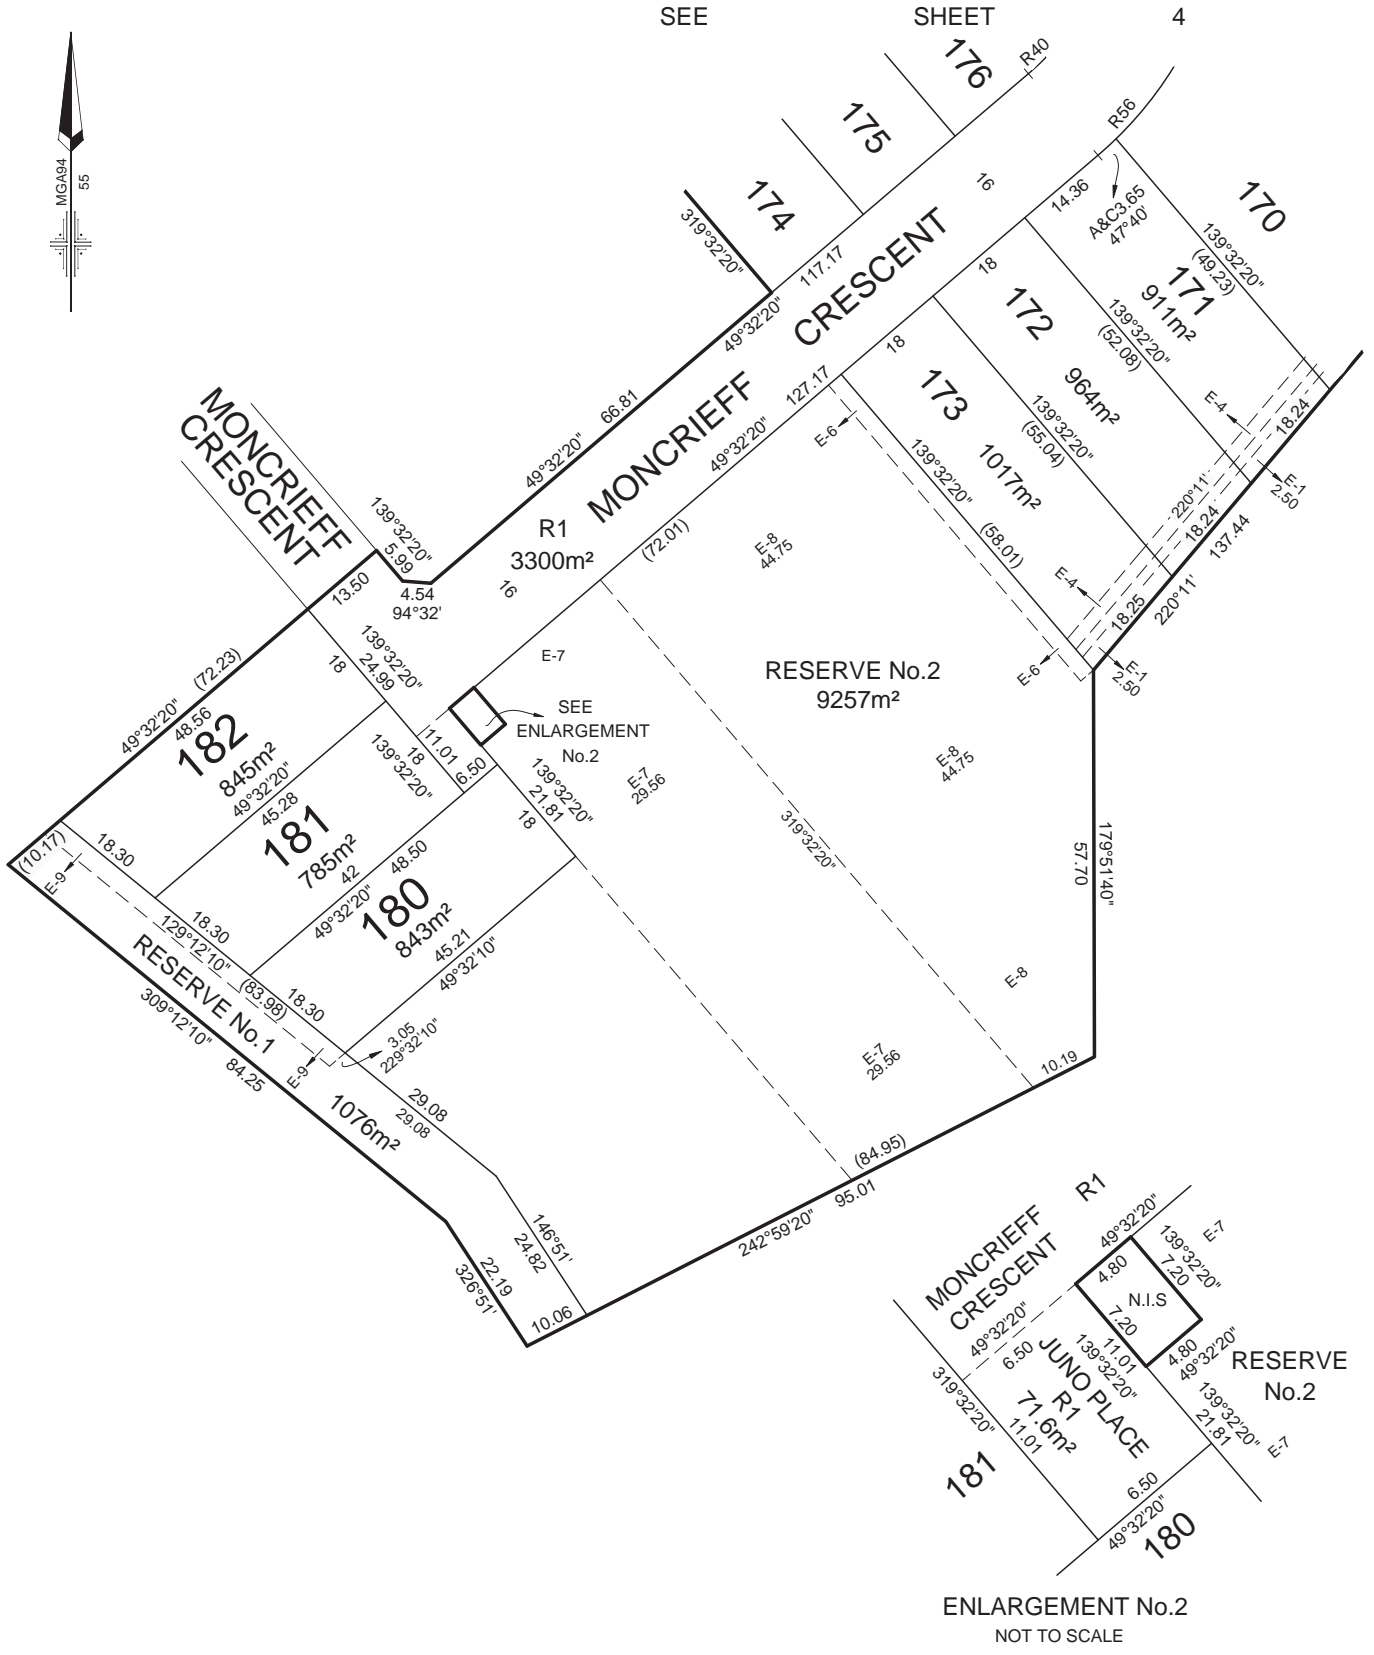 SEE SHEET 4
MGA94
55
176
R40
175
174
319°32'20"
R56
16
14.36
A&C3.65
47°40'
170
139°32'20"
(49.23)
171
911m²
117.17
49°32'20"
MONCRIEFF CRESCENT
18
172
964m²
139°32'20"
(52.08)
18
173
1017m²
139°32'20"
(55.04)
127.17
49°32'20"
(72.01)
E-6
139°32'20"
(58.01)
E-4
18.24
E-1
2.50
220°11'
18.24
137.44
E-4
18.25
220°11'
E-1
2.50
E-6
MONCRIEFF
CRESCENT
66.81
49°32'20"
139°32'20"
5.99
4.54
94°32'
R1
3300m²
16
13.50
E-8
44.75
RESERVE No.2
9257m²
E-7
SEE
ENLARGEMENT
No.2
(72.23)
49°32'20"
48.56
18
139°32'20"
24.99
182
845m²
49°32'20"
45.28
139°32'20"
18
11.01
6.50
139°32'20"
21.81
18
E-7
29.56
E-8
44.75
319°32'20"
179°51'40"
57.70
181
785m²
42
49°32'20"
48.50
180
843m²
45.21
49°32'10"
(10.17)
E-9
18.30
18.30
129°12'10"
(83.98)
18.30
RESERVE No.1
309°12'10"
84.25
E-9
3.05
229°32'10"
1076m²
29.08
29.08
E-8
E-7
29.56
10.19
(84.95)
95.01
242°59'20"
146°51'
24.82
22.19
326°51'
10.06
MONCRIEFF R1
CRESCENT
49°32'20"
139°32'20"
7.20
E-7
4.80
N.I.S
7.20
49°32'20"
6.50
11.01
139°32'20"
4.80
49°32'20"
RESERVE
No.2
JUNO PLACE
R1
71.6m²
11.01
319°32'20"
139°32'20"
21.81
E-7
181
6.50
49°32'20"
180
ENLARGEMENT No.2
NOT TO SCALE